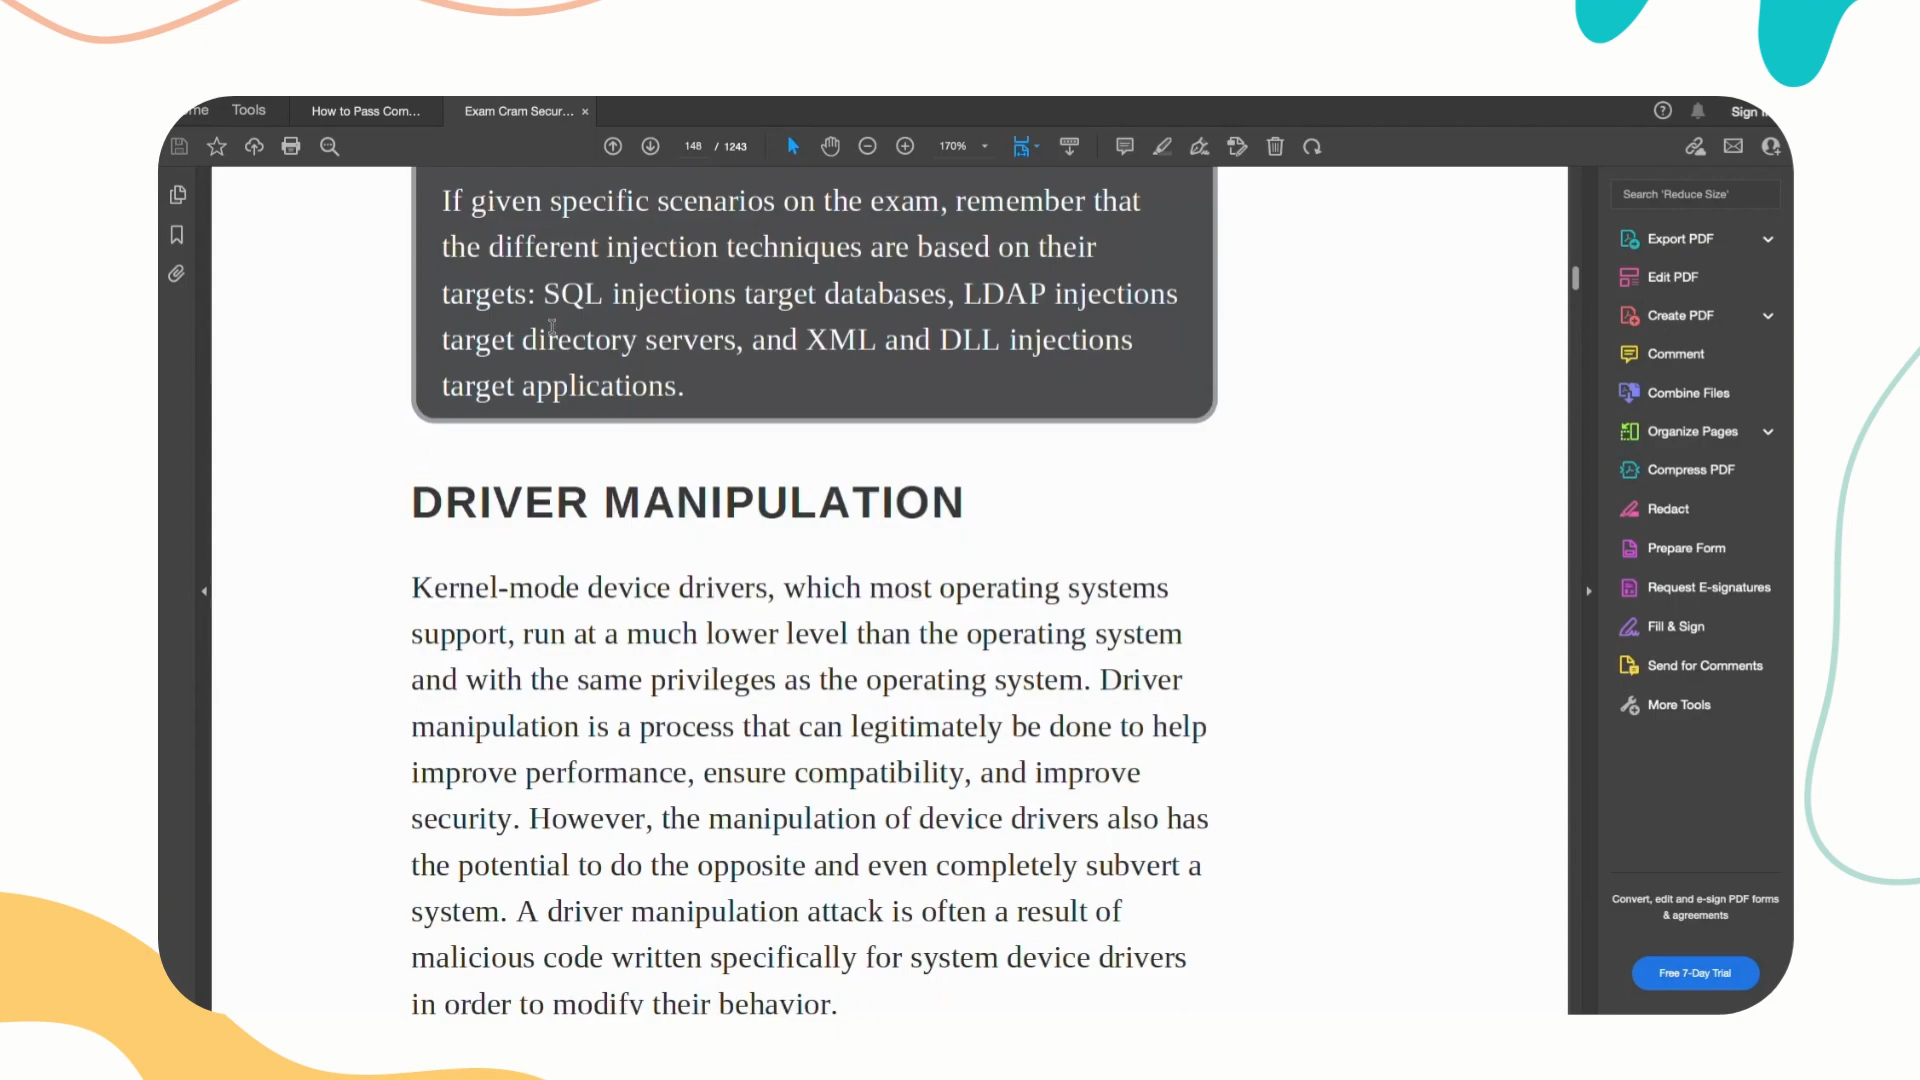 Tools
How to Pass Com...
Exam Cram Secur... ×
Sign
148 / 1243
170%
If given specific scenarios on the exam, remember that
the different injection techniques are based on their
targets: SQL injections target databases, LDAP injections
target directory servers, and XML and DLL injections
target applications.
DRIVER MANIPULATION
Kernel-mode device drivers, which most operating systems
support, run at a much lower level than the operating system
and with the same privileges as the operating system. Driver
manipulation is a process that can legitimately be done to help
improve performance, ensure compatibility, and improve
security. However, the manipulation of device drivers also has
the potential to do the opposite and even completely subvert a
system. A driver manipulation attack is often a result of
malicious code written specifically for system device drivers
in order to modify their behavior.
Search 'Reduce Size'
Export PDF
Edit PDF
Create PDF
Comment
Combine Files
Organize Pages
Compress PDF
Redact
Prepare Form
Request E-signatures
Fill & Sign
Send for Comments
More Tools
Convert, edit and e-sign PDF forms
& agreements
Free 7-Day Trial